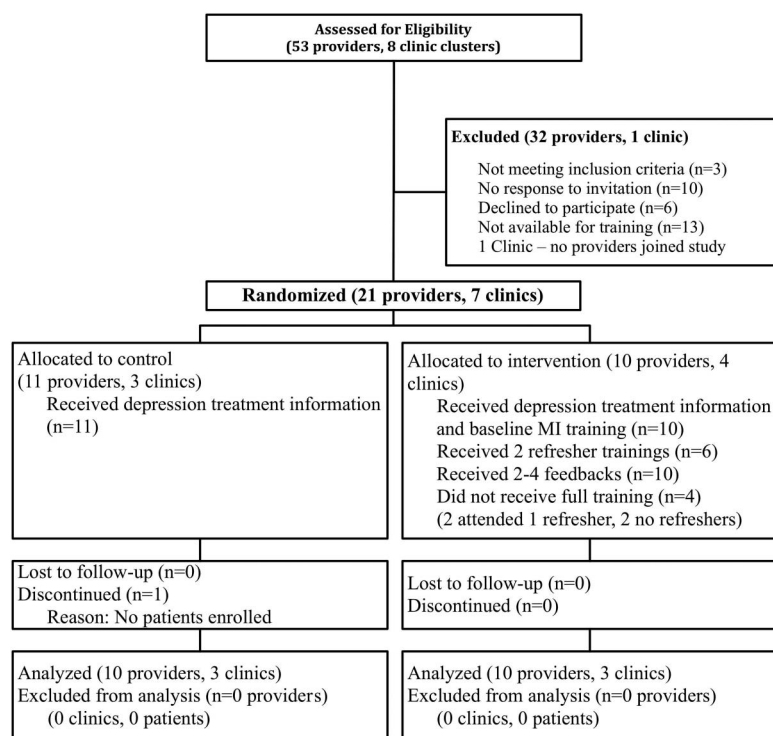 Assessed for Eligibility
(53 providers, 8 clinic clusters)
Excluded (32 providers, 1 clinic)
Not meeting inclusion criteria (n=3)
No response to invitation (n=10)
Declined to participate (n=6)
Not available for training (n=13)
1 Clinic – no providers joined study
Randomized (21 providers, 7 clinics)
Allocated to control
(11 providers, 3 clinics)
Received depression treatment information
(n=11)
Allocated to intervention (10 providers, 4
clinics)
Received depression treatment information
and baseline MI training (n=10)
Received 2 refresher trainings (n=6)
Received 2-4 feedbacks (n=10)
Did not receive full training (n=4)
(2 attended 1 refresher, 2 no refreshers)
Lost to follow-up (n=0)
Discontinued (n=1)
Reason: No patients enrolled
Lost to follow-up (n=0)
Discontinued (n=0)
Analyzed (10 providers, 3 clinics)
Excluded from analysis (n=0 providers)
(0 clinics, 0 patients)
Analyzed (10 providers, 3 clinics)
Excluded from analysis (n=0 providers)
(0 clinics, 0 patients)